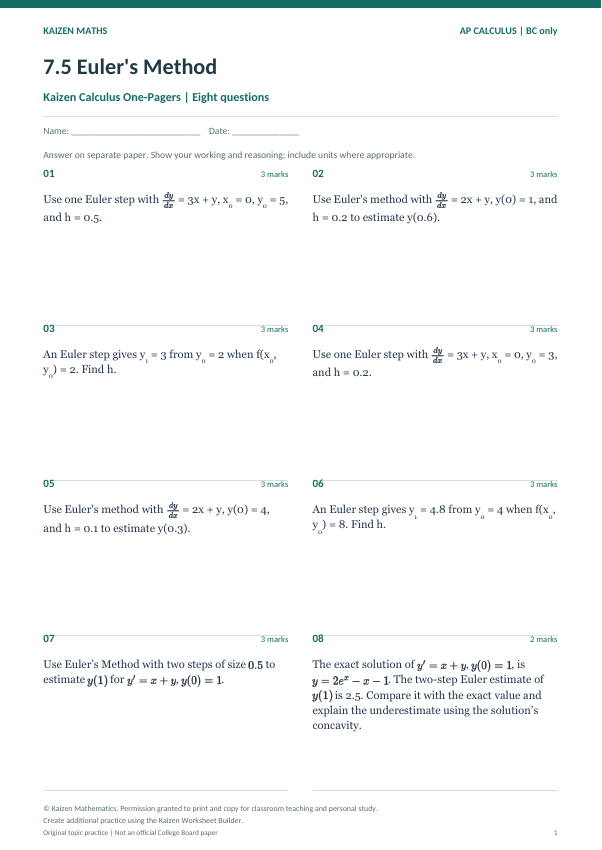 KAIZEN MATHS
AP CALCULUS | BC only
7.5 Euler's Method
Kaizen Calculus One-Pagers | Eight questions
Name: ____________________________ Date: ______________
Answer on separate paper. Show your working and reasoning; include units where appropriate.
01 3 marks
Use one Euler step with dy/dx = 3x + y, x₀ = 0, y₀ = 5,
and h = 0.5.
02 3 marks
Use Euler's method with dy/dx = 2x + y, y(0) = 1, and
h = 0.2 to estimate y(0.6).
03 3 marks
An Euler step gives y₁ = 3 from y₀ = 2 when f(x₀,
y₀) = 2. Find h.
04 3 marks
Use one Euler step with dy/dx = 3x + y, x₀ = 0, y₀ = 3,
and h = 0.2.
05 3 marks
Use Euler's method with dy/dx = 2x + y, y(0) = 4,
and h = 0.1 to estimate y(0.3).
06 3 marks
An Euler step gives y₁ = 4.8 from y₀ = 4 when f(x₀,
y₀) = 8. Find h.
07 3 marks
Use Euler's Method with two steps of size 0.5 to
estimate y(1) for y′ = x + y, y(0) = 1.
08 2 marks
The exact solution of y′ = x + y, y(0) = 1, is
y = 2eˣ − x − 1. The two-step Euler estimate of
y(1) is 2.5. Compare it with the exact value and
explain the underestimate using the solution's
concavity.
© Kaizen Mathematics. Permission granted to print and copy for classroom teaching and personal study.
Create additional practice using the Kaizen Worksheet Builder.
Original topic practice | Not an official College Board paper
1